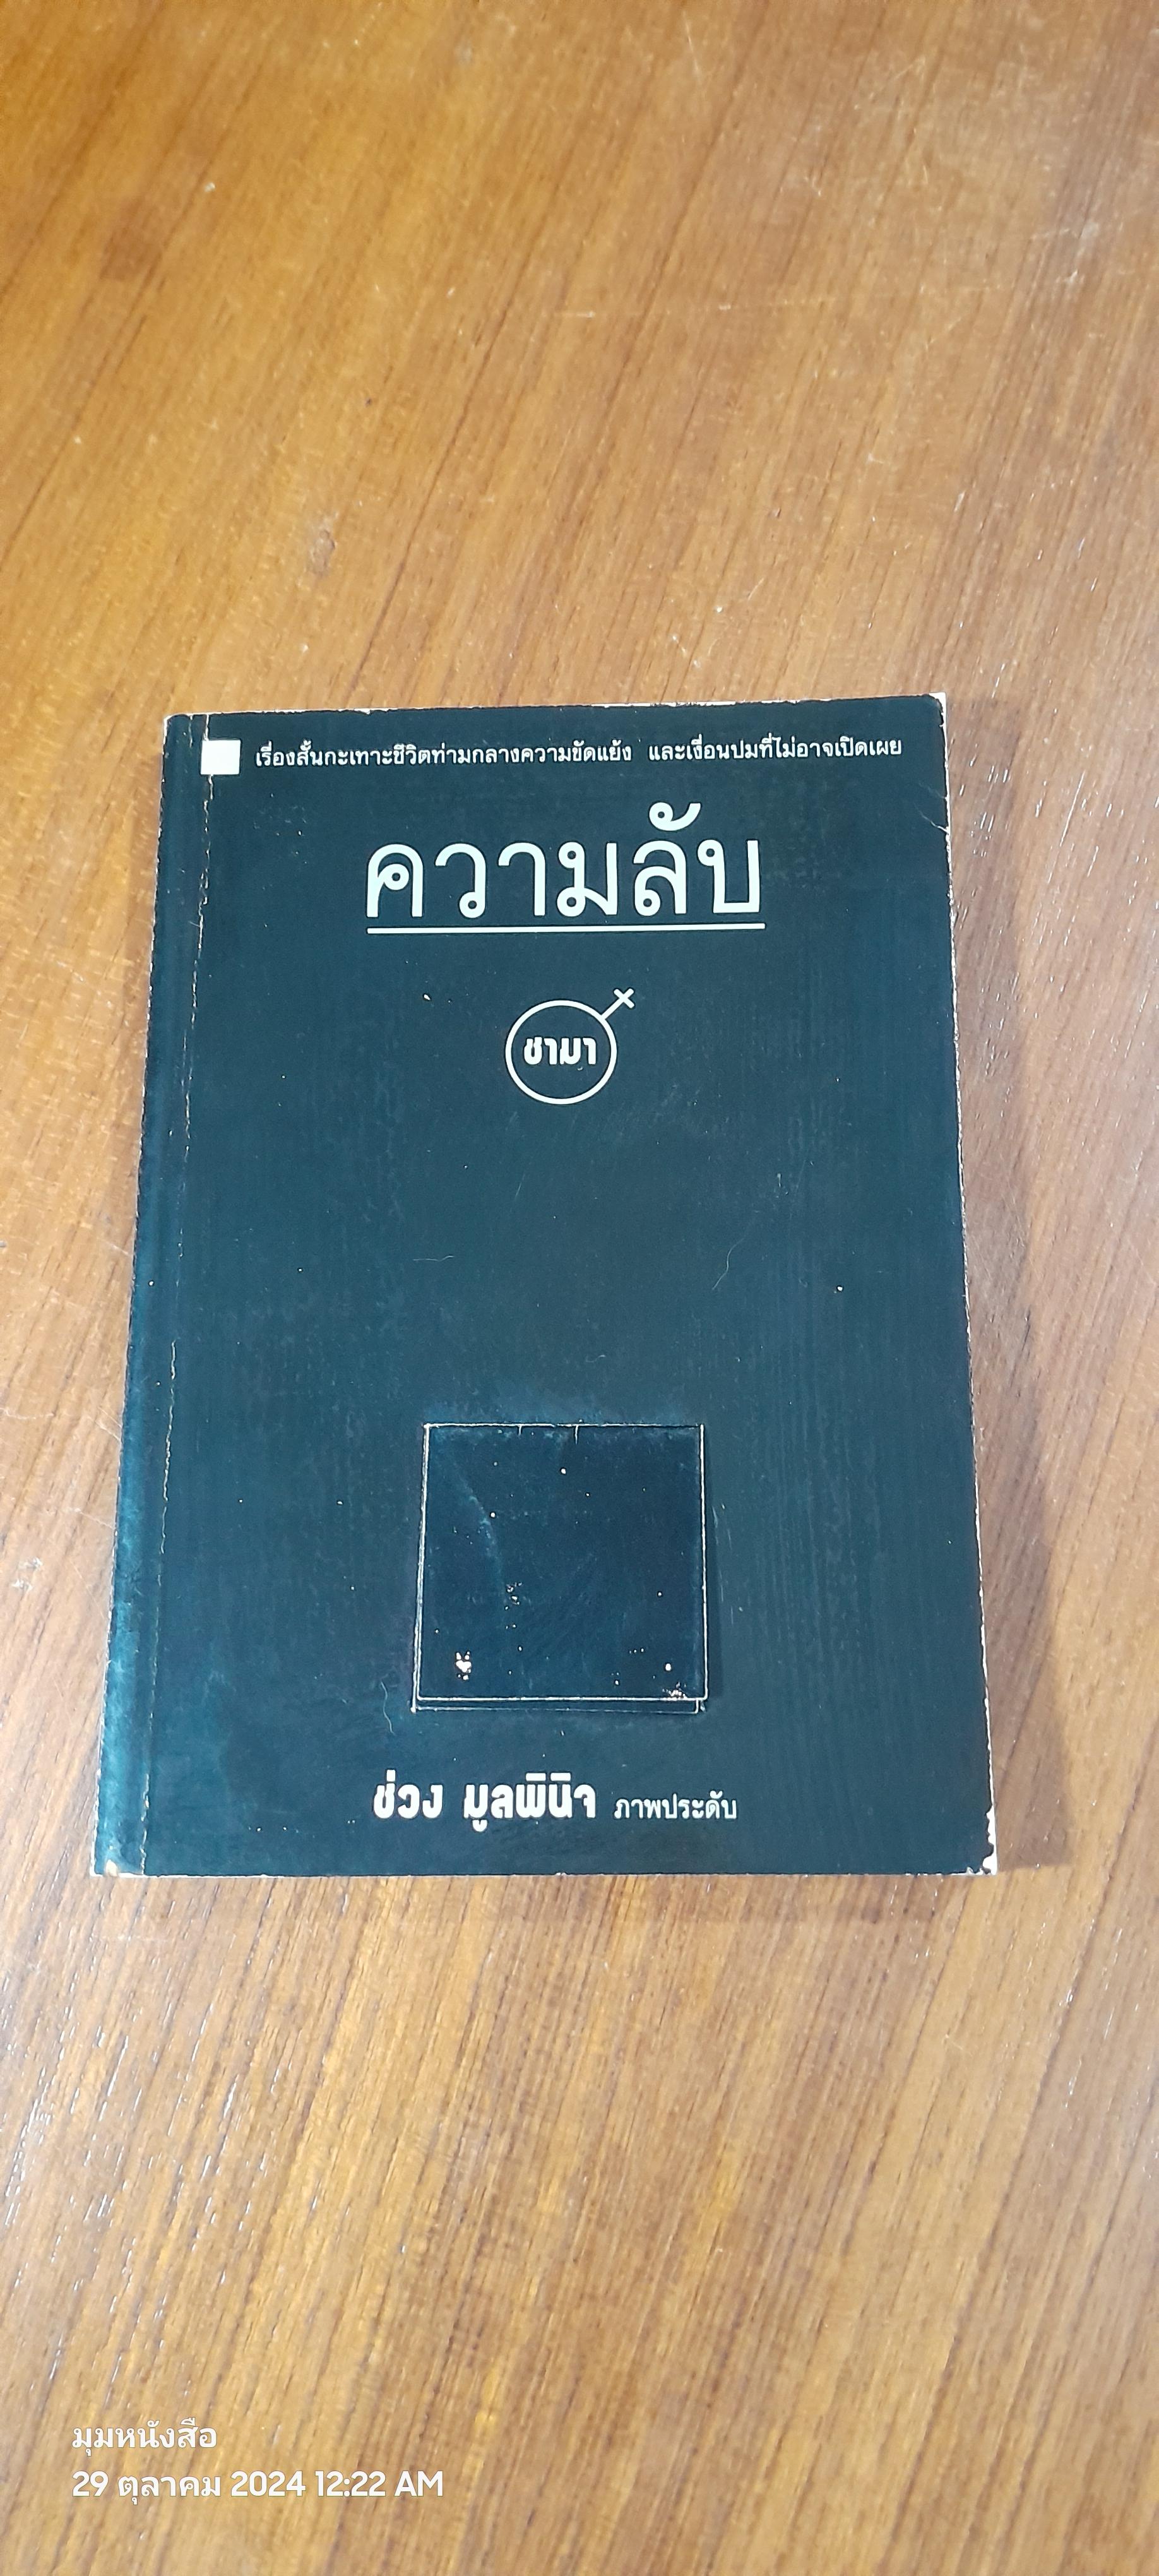 เรื่องสั้นกะเทาะชีวิตท่ามกลางความขัดแย้ง และเงื่อนปมที่ไม่อาจเปิดเผย
ความลับ
ชามา
ช่วง มูลพินิจ ภาพประดับ
มุมหนังสือ
29 ตุลาคม 2024 12:22 AM